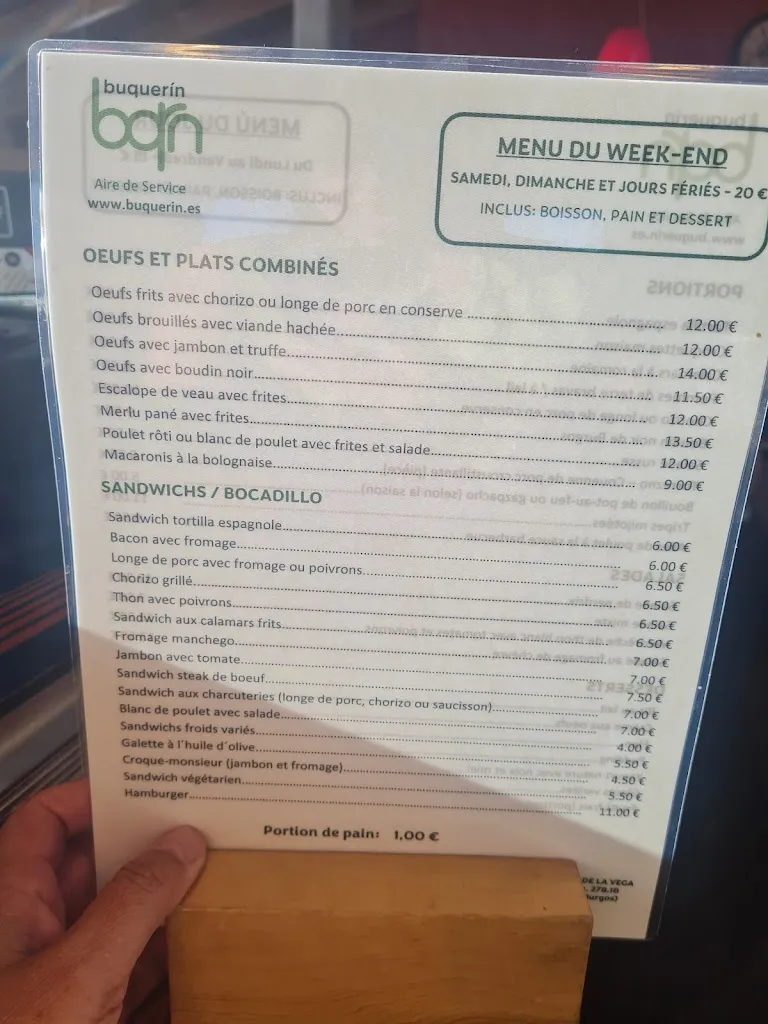 buquerín
bqrn
Aire de Service
www.buquerin.es
MENU DU WEEK-END
SAMEDI, DIMANCHE ET JOURS FÉRIÉS - 20 €
INCLUS: BOISSON, PAIN ET DESSERT
OEUFS ET PLATS COMBINÉS
Oeufs frits avec chorizo ou longe de porc en conserve 12.00 €
Oeufs brouillés avec viande hachée 12.00 €
Oeufs avec jambon et truffe 14.00 €
Oeufs avec boudin noir 11.50 €
Escalope de veau avec frites 12.00 €
Merlu pané avec frites 13.50 €
Poulet rôti ou blanc de poulet avec frites et salade 12.00 €
Macaronis à la bolognaise 9.00 €
SANDWICHS / BOCADILLO
Sandwich tortilla espagnole 6.00 €
Bacon avec fromage 6.00 €
Longe de porc avec fromage ou poivrons 6.50 €
Chorizo grillé 6.50 €
Thon avec poivrons 6.50 €
Sandwich aux calamars frits 6.50 €
Fromage manchego 7.00 €
Jambon avec tomate 7.00 €
Sandwich steak de boeuf 7.50 €
Sandwich aux charcuteries (longe de porc, chorizo ou saucisson) 7.00 €
Blanc de poulet avec salade 7.00 €
Sandwichs froids variés 4.00 €
Galette à l'huile d'olive 5.50 €
Croque-monsieur (jambon et fromage) 4.50 €
Sandwich végétarien 5.50 €
Hamburger 11.00 €
Portion de pain: 1,00 €
DE LA VEGA